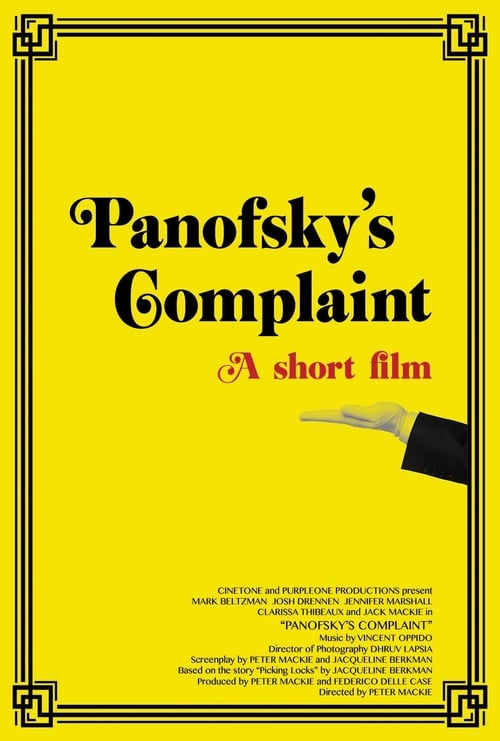 Panofsky's
Complaint
A short film
CINETONE and PURPLEONE PRODUCTIONS present
MARK BELTZMAN JOSH DRENNEN JENNIFER MARSHALL
CLARISSA THIBEAUX and JACK MACKIE in
“PANOFSKY'S COMPLAINT”
Music by VINCENT OPPIDO
Director of Photography DHRUV LAPSIA
Screenplay by PETER MACKIE and JACQUELINE BERKMAN
Based on the story “Picking Locks” by JACQUELINE BERKMAN
Produced by PETER MACKIE and FEDERICO DELLE CASE
Directed by PETER MACKIE